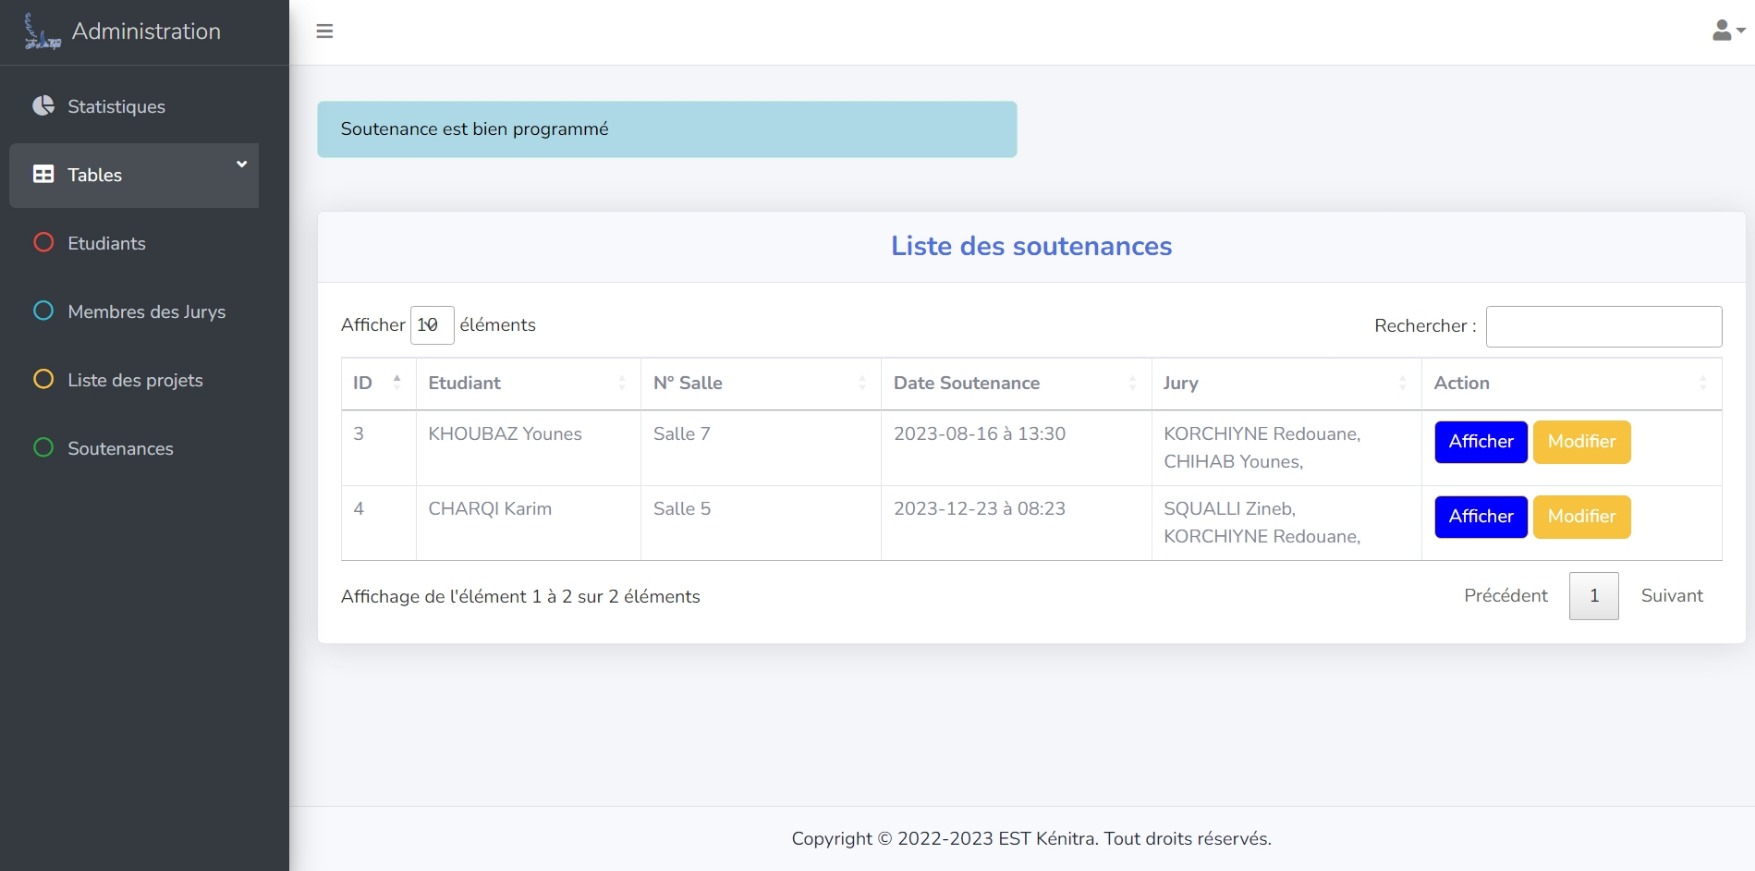 Administration
Statistiques
Tables
Etudiants
Membres des Jurys
Liste des projets
Soutenances
Soutenance est bien programmé
Liste des soutenances
Afficher 10 éléments
Rechercher :
ID Etudiant N° Salle Date Soutenance Jury Action
3 KHOUBAZ Younes Salle 7 2023-08-16 à 13:30 KORCHIYNE Redouane, Afficher Modifier
CHIHAB Younes,
4 CHARQI Karim Salle 5 2023-12-23 à 08:23 SQUALLI Zineb, Afficher Modifier
KORCHIYNE Redouane,
Affichage de l'élément 1 à 2 sur 2 éléments
Précédent 1 Suivant
Copyright © 2022-2023 EST Kénitra. Tout droits réservés.